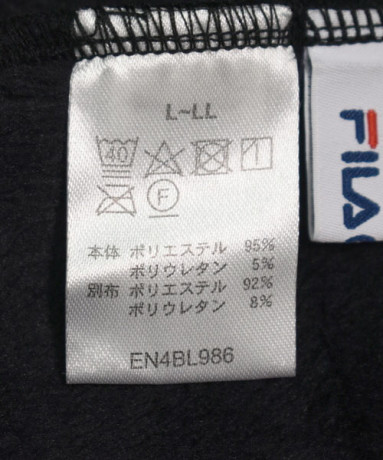 L~LL
40
F
本体 ポリエステル 95%
ポリウレタン 5%
別布 ポリエステル 92%
ポリウレタン 8%
EN4BL986
FILA